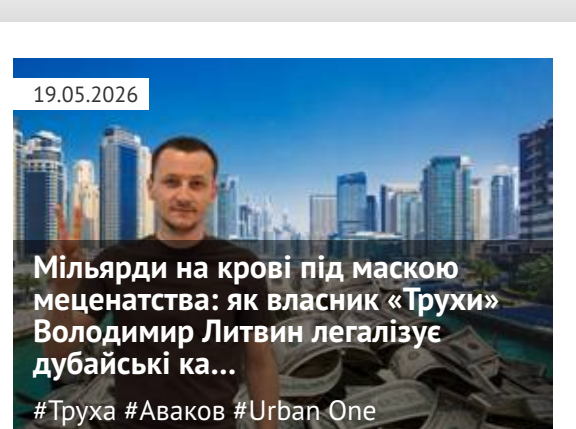 19.05.2026
Мільярди на крові під маскою
меценатства: як власник «Трухи»
Володимир Литвин легалізує
дубайські ка...
#Труха #Аваков #Urban One